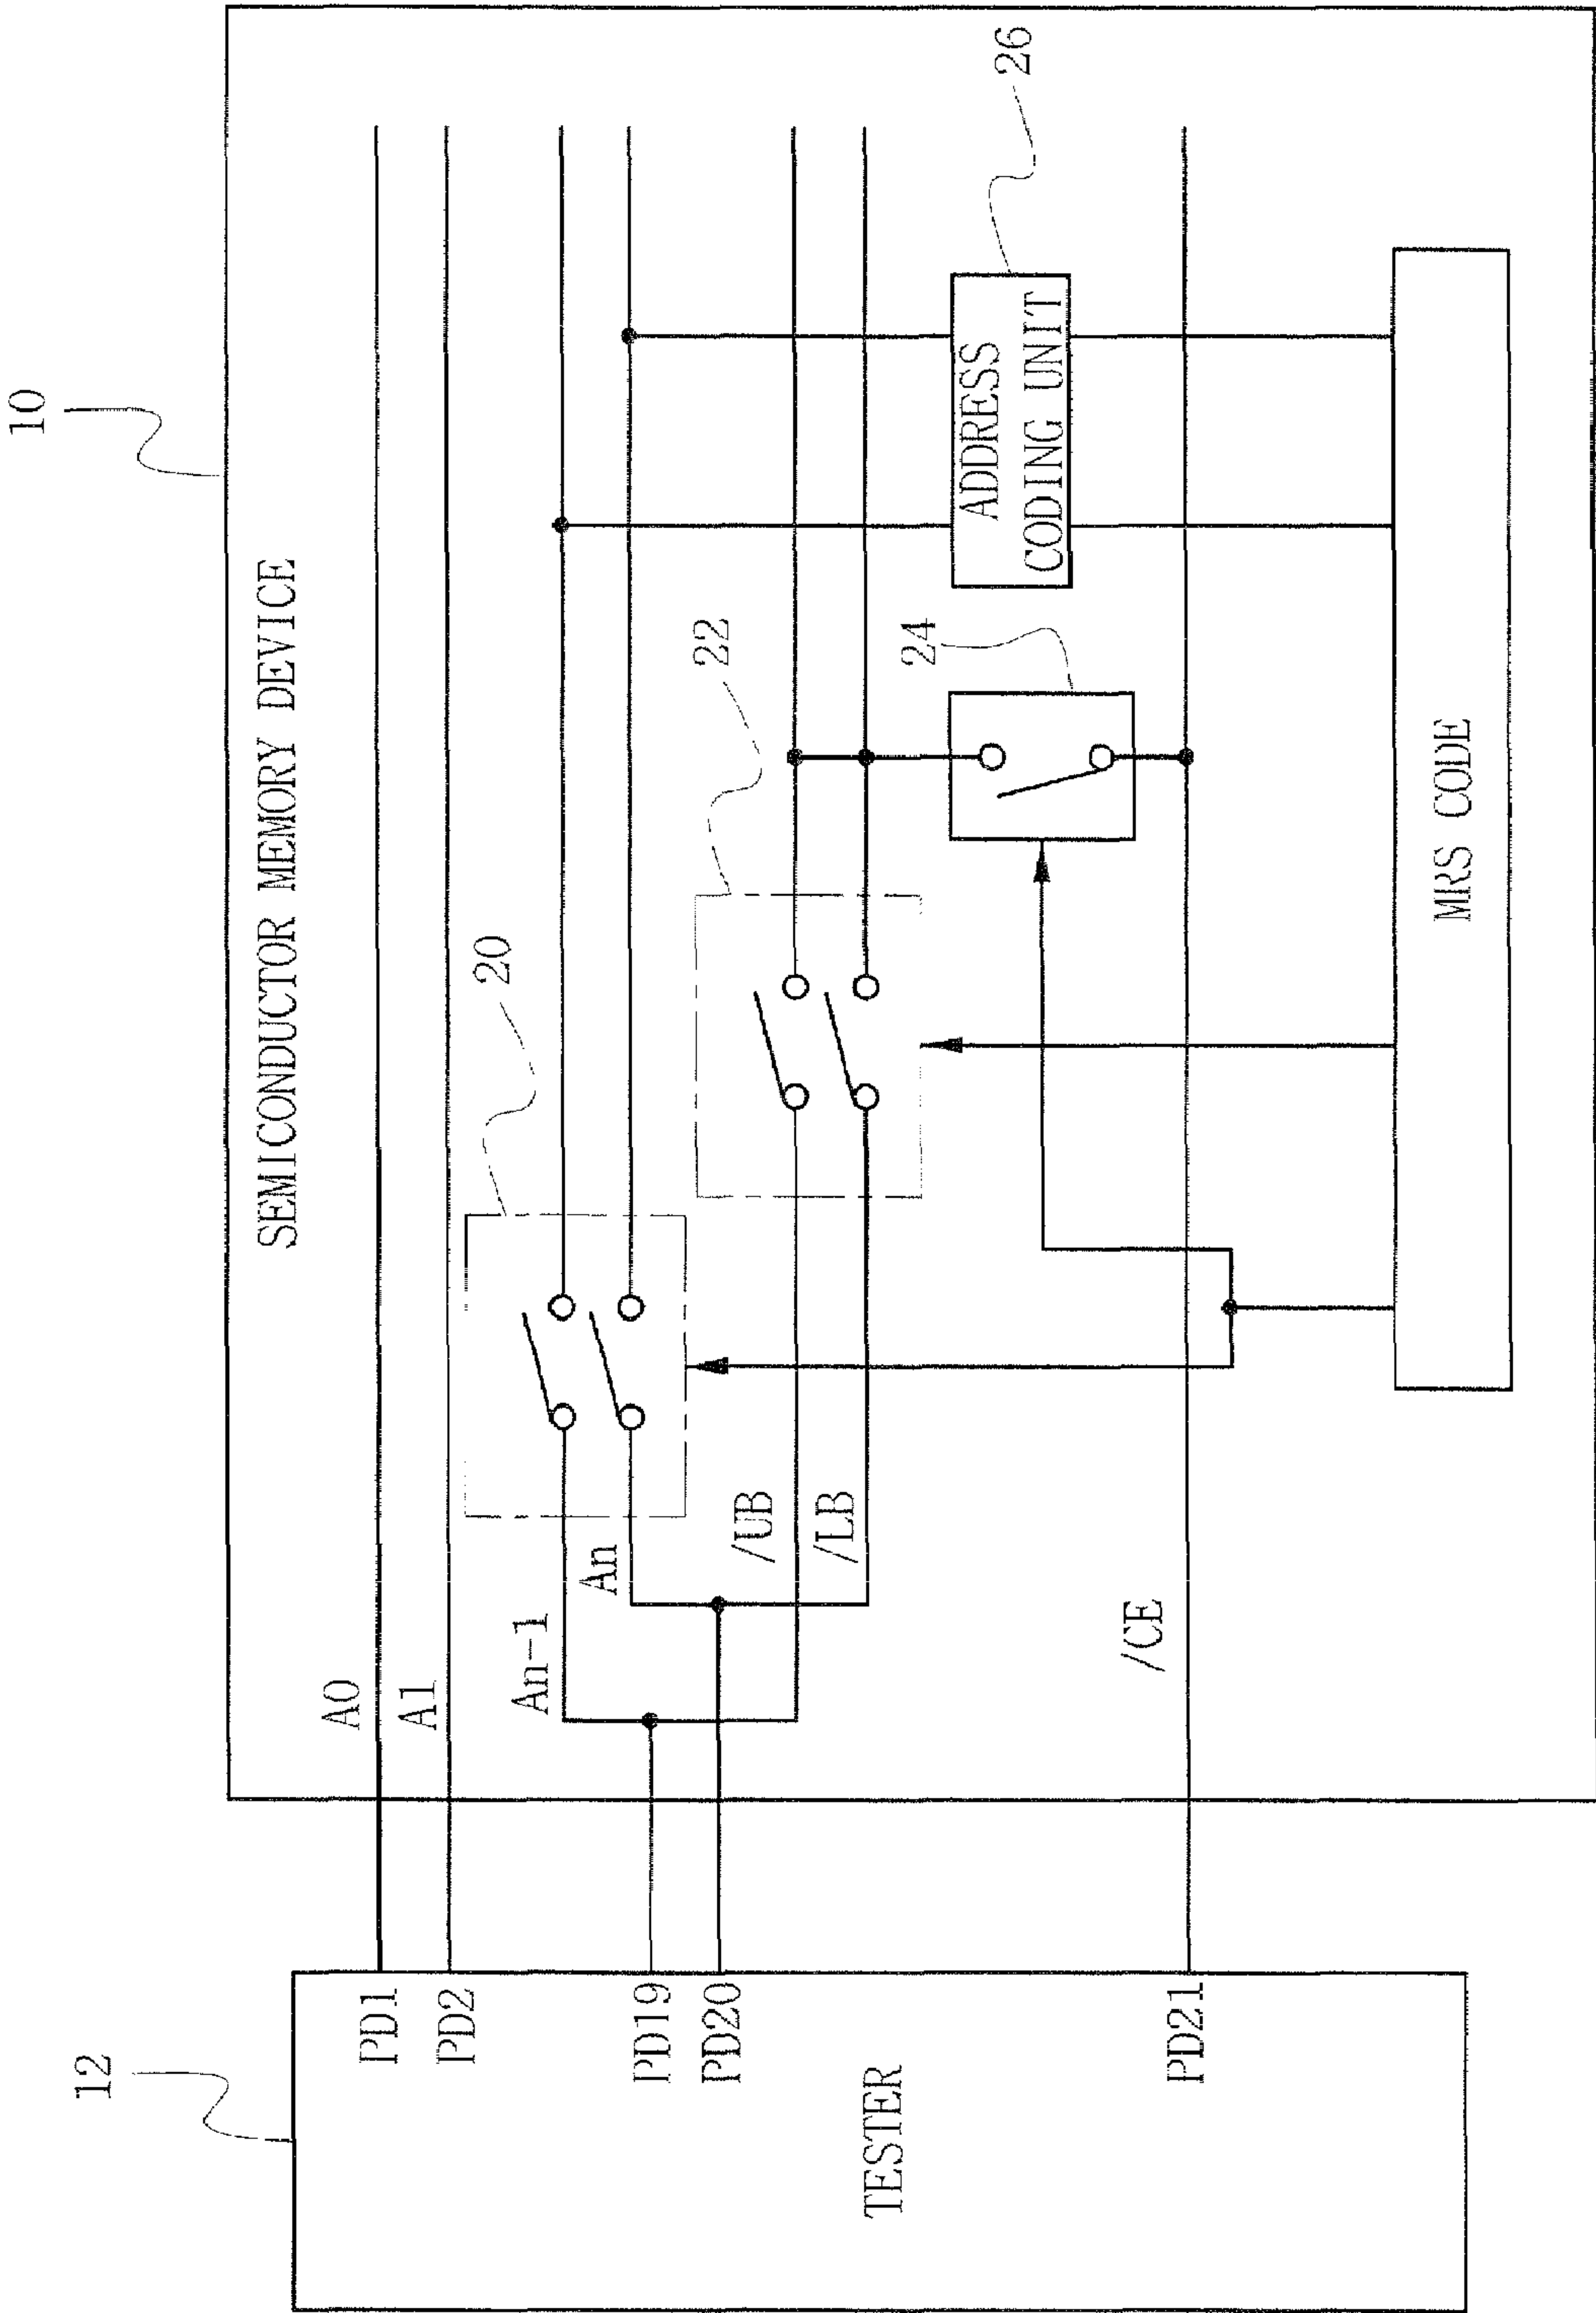 10
SEMICONDUCTOR MEMORY DEVICE
12
A0
PD1
A1
PD2
20
An-1
An
PD19
PD20
22
/UB
/LB
24
26
ADDRESS
CODING UNIT
TESTER
/CE
PD21
MRS CODE